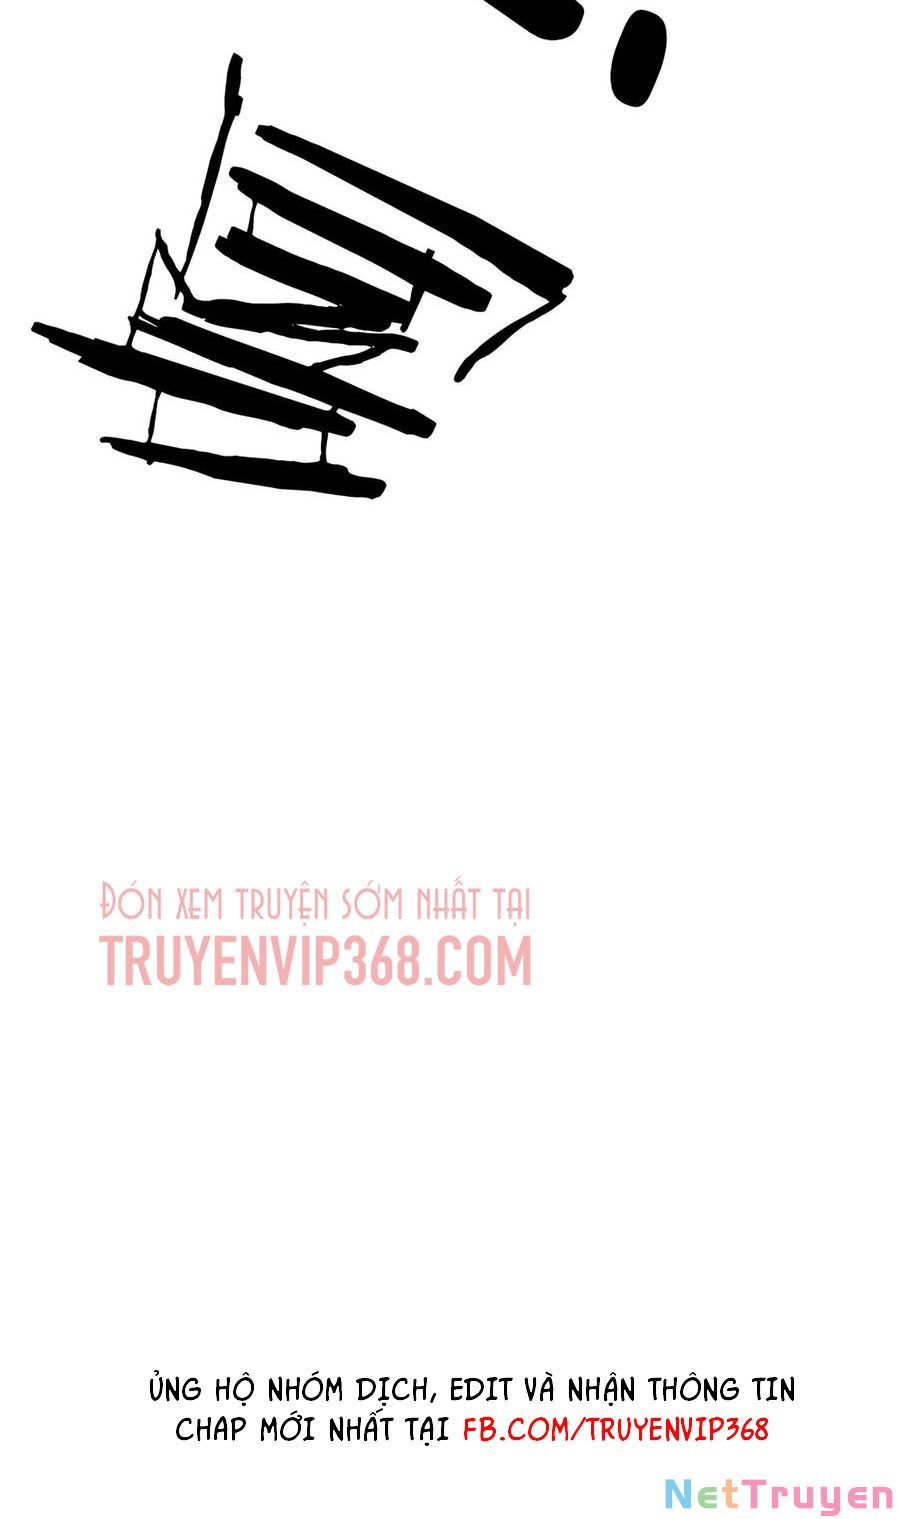 ĐÓN XEM TRUYỆN SỚM NHẤT TẠI
TRUYENVIP368.COM
ỦNG HỘ NHÓM DỊCH, EDIT VÀ NHẬN THÔNG TIN
CHAP MỚI NHẤT TẠI FB.COM/TRUYENVIP368
NetTruyen